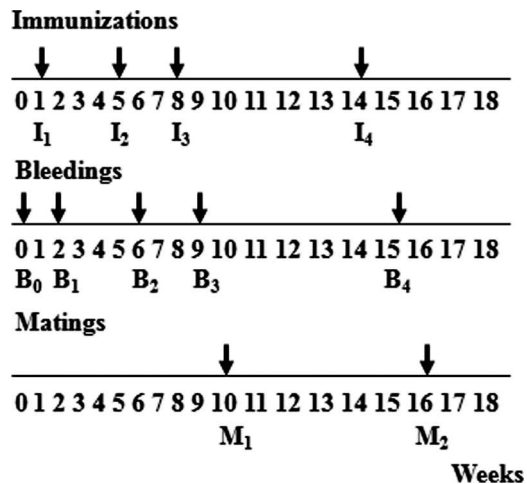 Immunizations
0 1 2 3 4 5 6 7 8 9 10 11 12 13 14 15 16 17 18
I1 I2 I3 I4
Bleedings
0 1 2 3 4 5 6 7 8 9 10 11 12 13 14 15 16 17 18
B0 B1 B2 B3 B4
Matings
0 1 2 3 4 5 6 7 8 9 10 11 12 13 14 15 16 17 18
M1 M2
Weeks